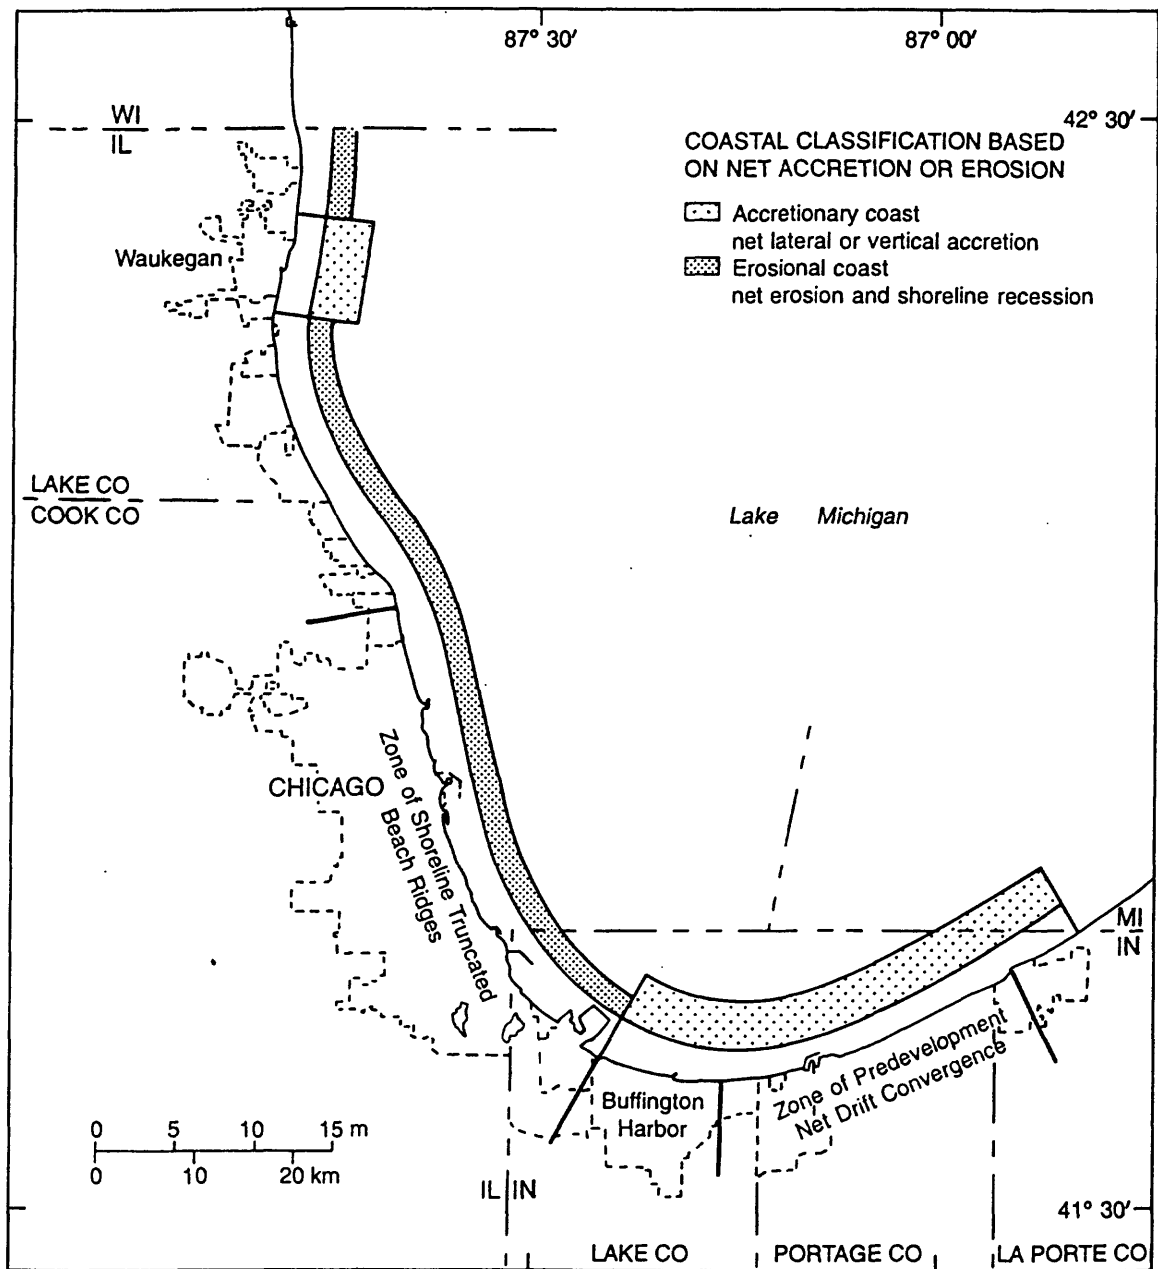 87° 30′
87° 00′
WI
IL
42° 30′
COASTAL CLASSIFICATION BASED
ON NET ACCRETION OR EROSION
Accretionary coast
net lateral or vertical accretion
Erosional coast
net erosion and shoreline recession
Waukegan
LAKE CO
COOK CO
Lake Michigan
CHICAGO
Zone of Shoreline Truncated
Beach Ridges
MI
IN
Zone of Predevelopment
Net Drift Convergence
Buffington
Harbor
0 5 10 15 m
0 10 20 km
IL IN
41° 30′
LAKE CO
PORTAGE CO
LA PORTE CO